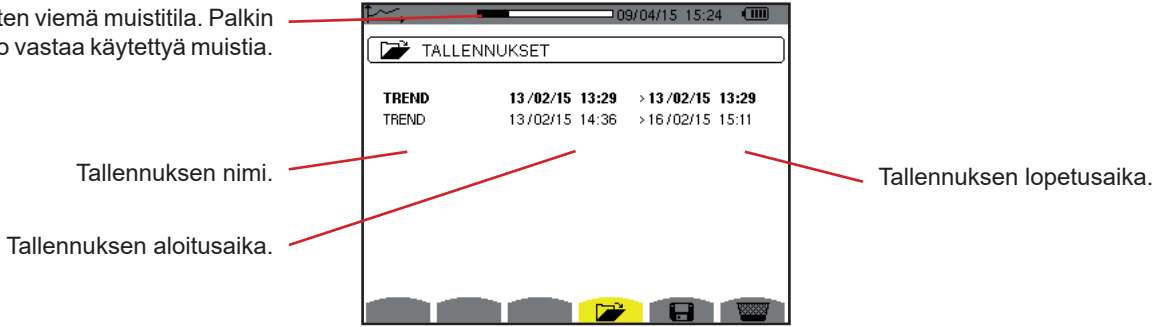 ten viemä muistitila. Palkin
o vastaa käytettyä muistia.
09/04/15 15:24
TALLENNUKSET
TREND 13/02/15 13:29 >13/02/15 13:29
TREND 13/02/15 14:36 >16/02/15 15:11
Tallennuksen nimi.
Tallennuksen lopetusaika.
Tallennuksen aloitusaika.